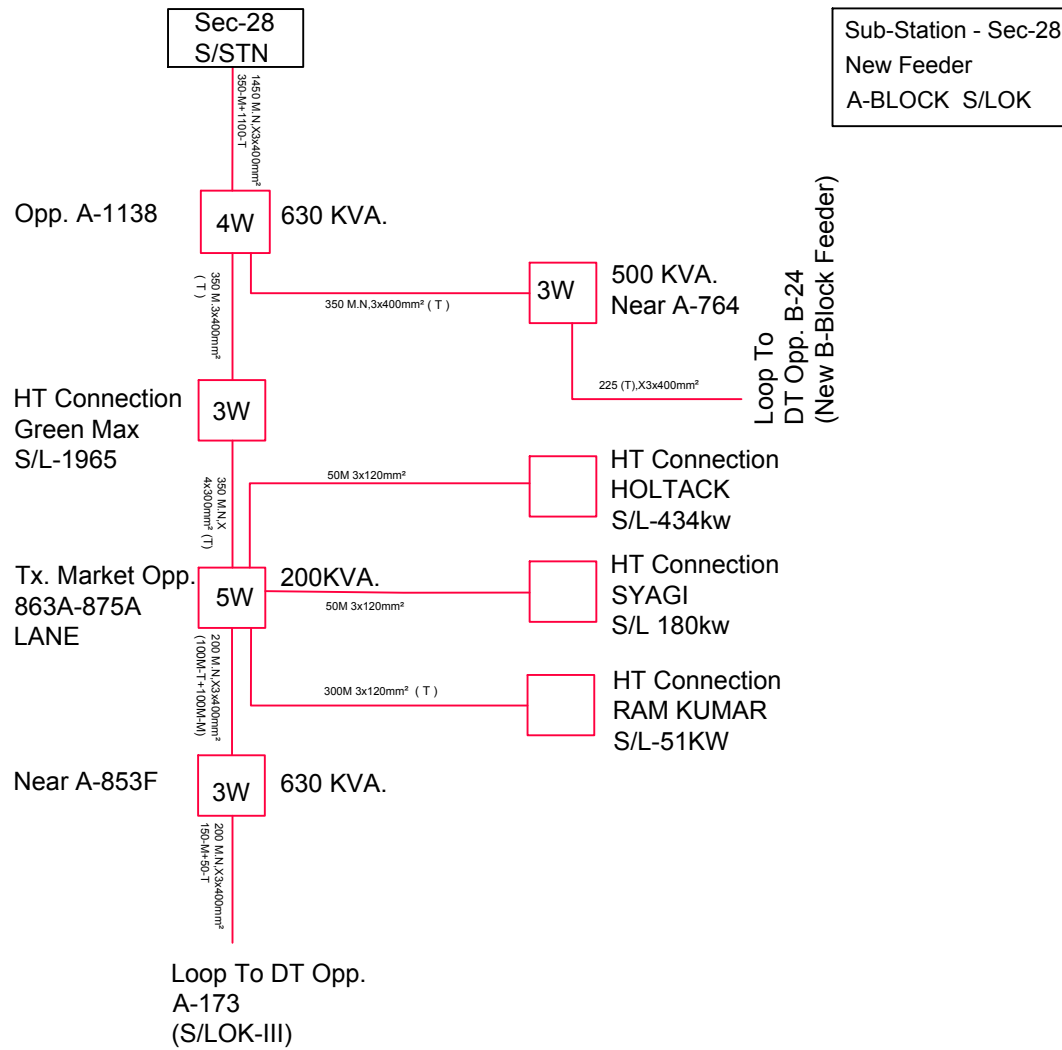 Sec-28
S/STN
Sub-Station - Sec-28
New Feeder
A-BLOCK S/LOK
1450 M.N,X3x400mm²
350-M+1100-T
Opp. A-1138
4W
630 KVA.
350 M.3x400mm²
( T )
350 M.N,3x400mm² ( T )
3W
500 KVA.
Near A-764
225 (T),X3x400mm²
Loop To
DT Opp. B-24
(New B-Block Feeder)
HT Connection
Green Max
S/L-1965
3W
350 M.N,X
4x300mm² (T)
50M 3x120mm²
HT Connection
HOLTACK
S/L-434kw
Tx. Market Opp.
863A-875A
LANE
5W
200KVA.
50M 3x120mm²
HT Connection
SYAGI
S/L 180kw
200 M.N,X3x400mm²
(100M-T+100M-M)
300M 3x120mm² ( T )
HT Connection
RAM KUMAR
S/L-51KW
Near A-853F
3W
630 KVA.
200 M.N,X3x400mm²
150-M+50-T
Loop To DT Opp.
A-173
(S/LOK-III)